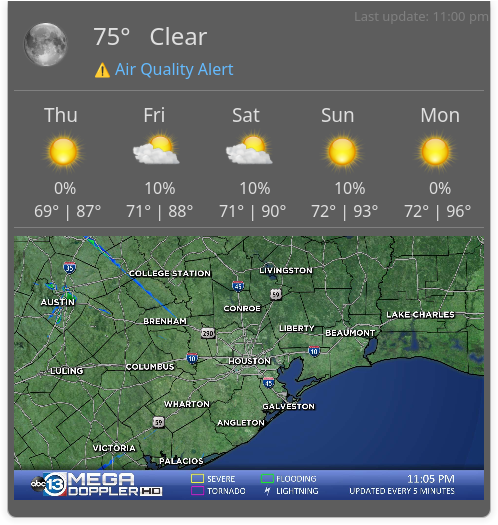 Last update: 11:00 pm
75° Clear
Air Quality Alert
Thu Fri Sat Sun Mon
0% 10% 10% 10% 0%
69° | 87° 71° | 88° 71° | 90° 72° | 93° 72° | 96°
35
COLLEGE STATION
LIVINGSTON
45
59
AUSTIN
CONROE
BRENHAM
LIBERTY
LAKE CHARLES
290
BEAUMONT
10
10
HOUSTON
LULING
COLUMBUS
45
WHARTON
GALVESTON
59
ANGLETON
VICTORIA
PALACIOS
abc 13 MEGA DOPPLER HD
SEVERE FLOODING 11:05 PM
TORNADO LIGHTNING UPDATED EVERY 5 MINUTES